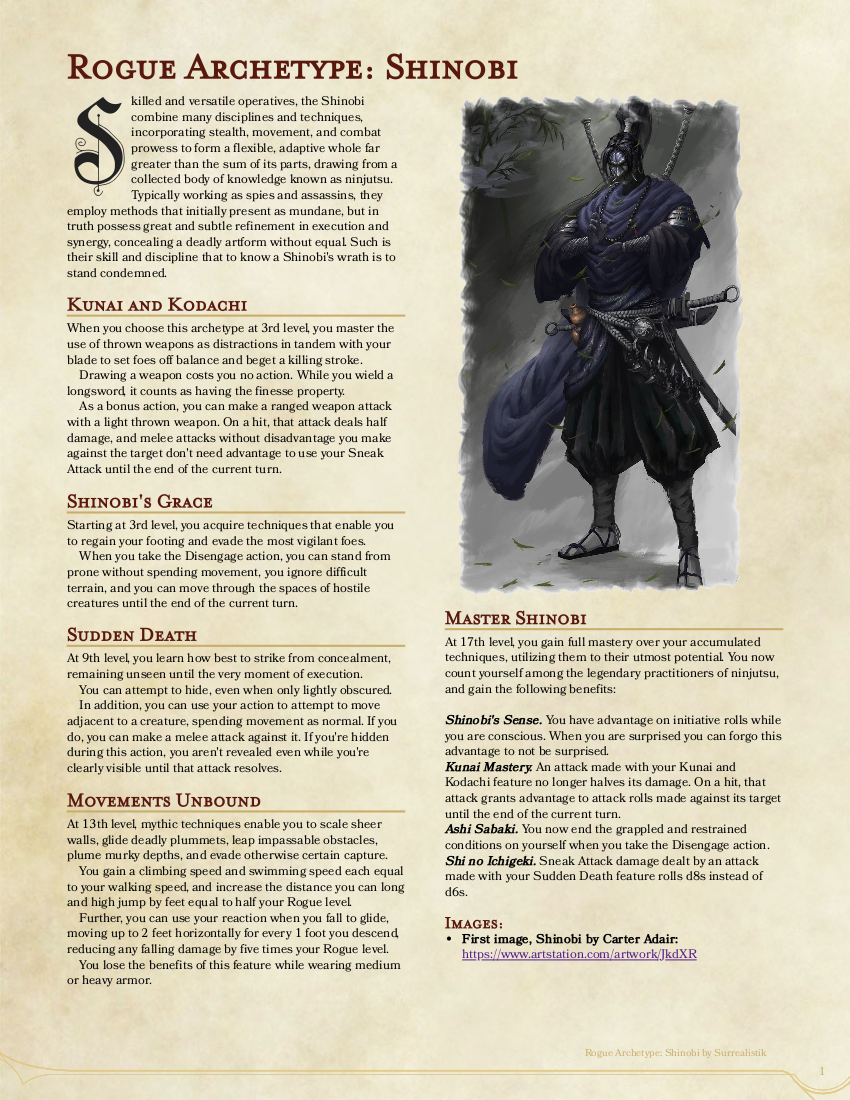 Rogue Archetype: Shinobi
Skilled and versatile operatives, the Shinobi
combine many disciplines and techniques,
incorporating stealth, movement, and combat
prowess to form a flexible, adaptive whole far
greater than the sum of its parts, drawing from a
collected body of knowledge known as ninjutsu.
Typically working as spies and assassins, they
employ methods that initially present as mundane, but in
truth possess great and subtle refinement in execution and
synergy, concealing a deadly artform without equal. Such is
their skill and discipline that to know a Shinobi's wrath is to
stand condemned.
Kunai and Kodachi
When you choose this archetype at 3rd level, you master the
use of thrown weapons as distractions in tandem with your
blade to set foes off balance and beget a killing stroke.
Drawing a weapon costs you no action. While you wield a
longsword, it counts as having the finesse property.
As a bonus action, you can make a ranged weapon attack
with a light thrown weapon. On a hit, that attack deals half
damage, and melee attacks without disadvantage you make
against the target don't need advantage to use your Sneak
Attack until the end of the current turn.
Shinobi's Grace
Starting at 3rd level, you acquire techniques that enable you
to regain your footing and evade the most vigilant foes.
When you take the Disengage action, you can stand from
prone without spending movement, you ignore difficult
terrain, and you can move through the spaces of hostile
creatures until the end of the current turn.
Sudden Death
At 9th level, you learn how best to strike from concealment,
remaining unseen until the very moment of execution.
You can attempt to hide, even when only lightly obscured.
In addition, you can use your action to attempt to move
adjacent to a creature, spending movement as normal. If you
do, you can make a melee attack against it. If you're hidden
during this action, you aren't revealed even while you're
clearly visible until that attack resolves.
Movements Unbound
At 13th level, mythic techniques enable you to scale sheer
walls, glide deadly plummets, leap impassable obstacles,
plume murky depths, and evade otherwise certain capture.
You gain a climbing speed and swimming speed each equal
to your walking speed, and increase the distance you can long
and high jump by feet equal to half your Rogue level.
Further, you can use your reaction when you fall to glide,
moving up to 2 feet horizontally for every 1 foot you descend,
reducing any falling damage by five times your Rogue level.
You lose the benefits of this feature while wearing medium
or heavy armor.
Master Shinobi
At 17th level, you gain full mastery over your accumulated
techniques, utilizing them to their utmost potential. You now
count yourself among the legendary practitioners of ninjutsu,
and gain the following benefits:
Shinobi's Sense. You have advantage on initiative rolls while
you are conscious. When you are surprised you can forgo this
advantage to not be surprised.
Kunai Mastery. An attack made with your Kunai and
Kodachi feature no longer halves its damage. On a hit, that
attack grants advantage to attack rolls made against its target
until the end of the current turn.
Ashi Sabaki. You now end the grappled and restrained
conditions on yourself when you take the Disengage action.
Shi no Ichigeki. Sneak Attack damage dealt by an attack
made with your Sudden Death feature rolls d8s instead of
d6s.
Images:
• First image, Shinobi by Carter Adair:
https://www.artstation.com/artwork/JkdXR
Rogue Archetype: Shinobi by Surrealistik
1